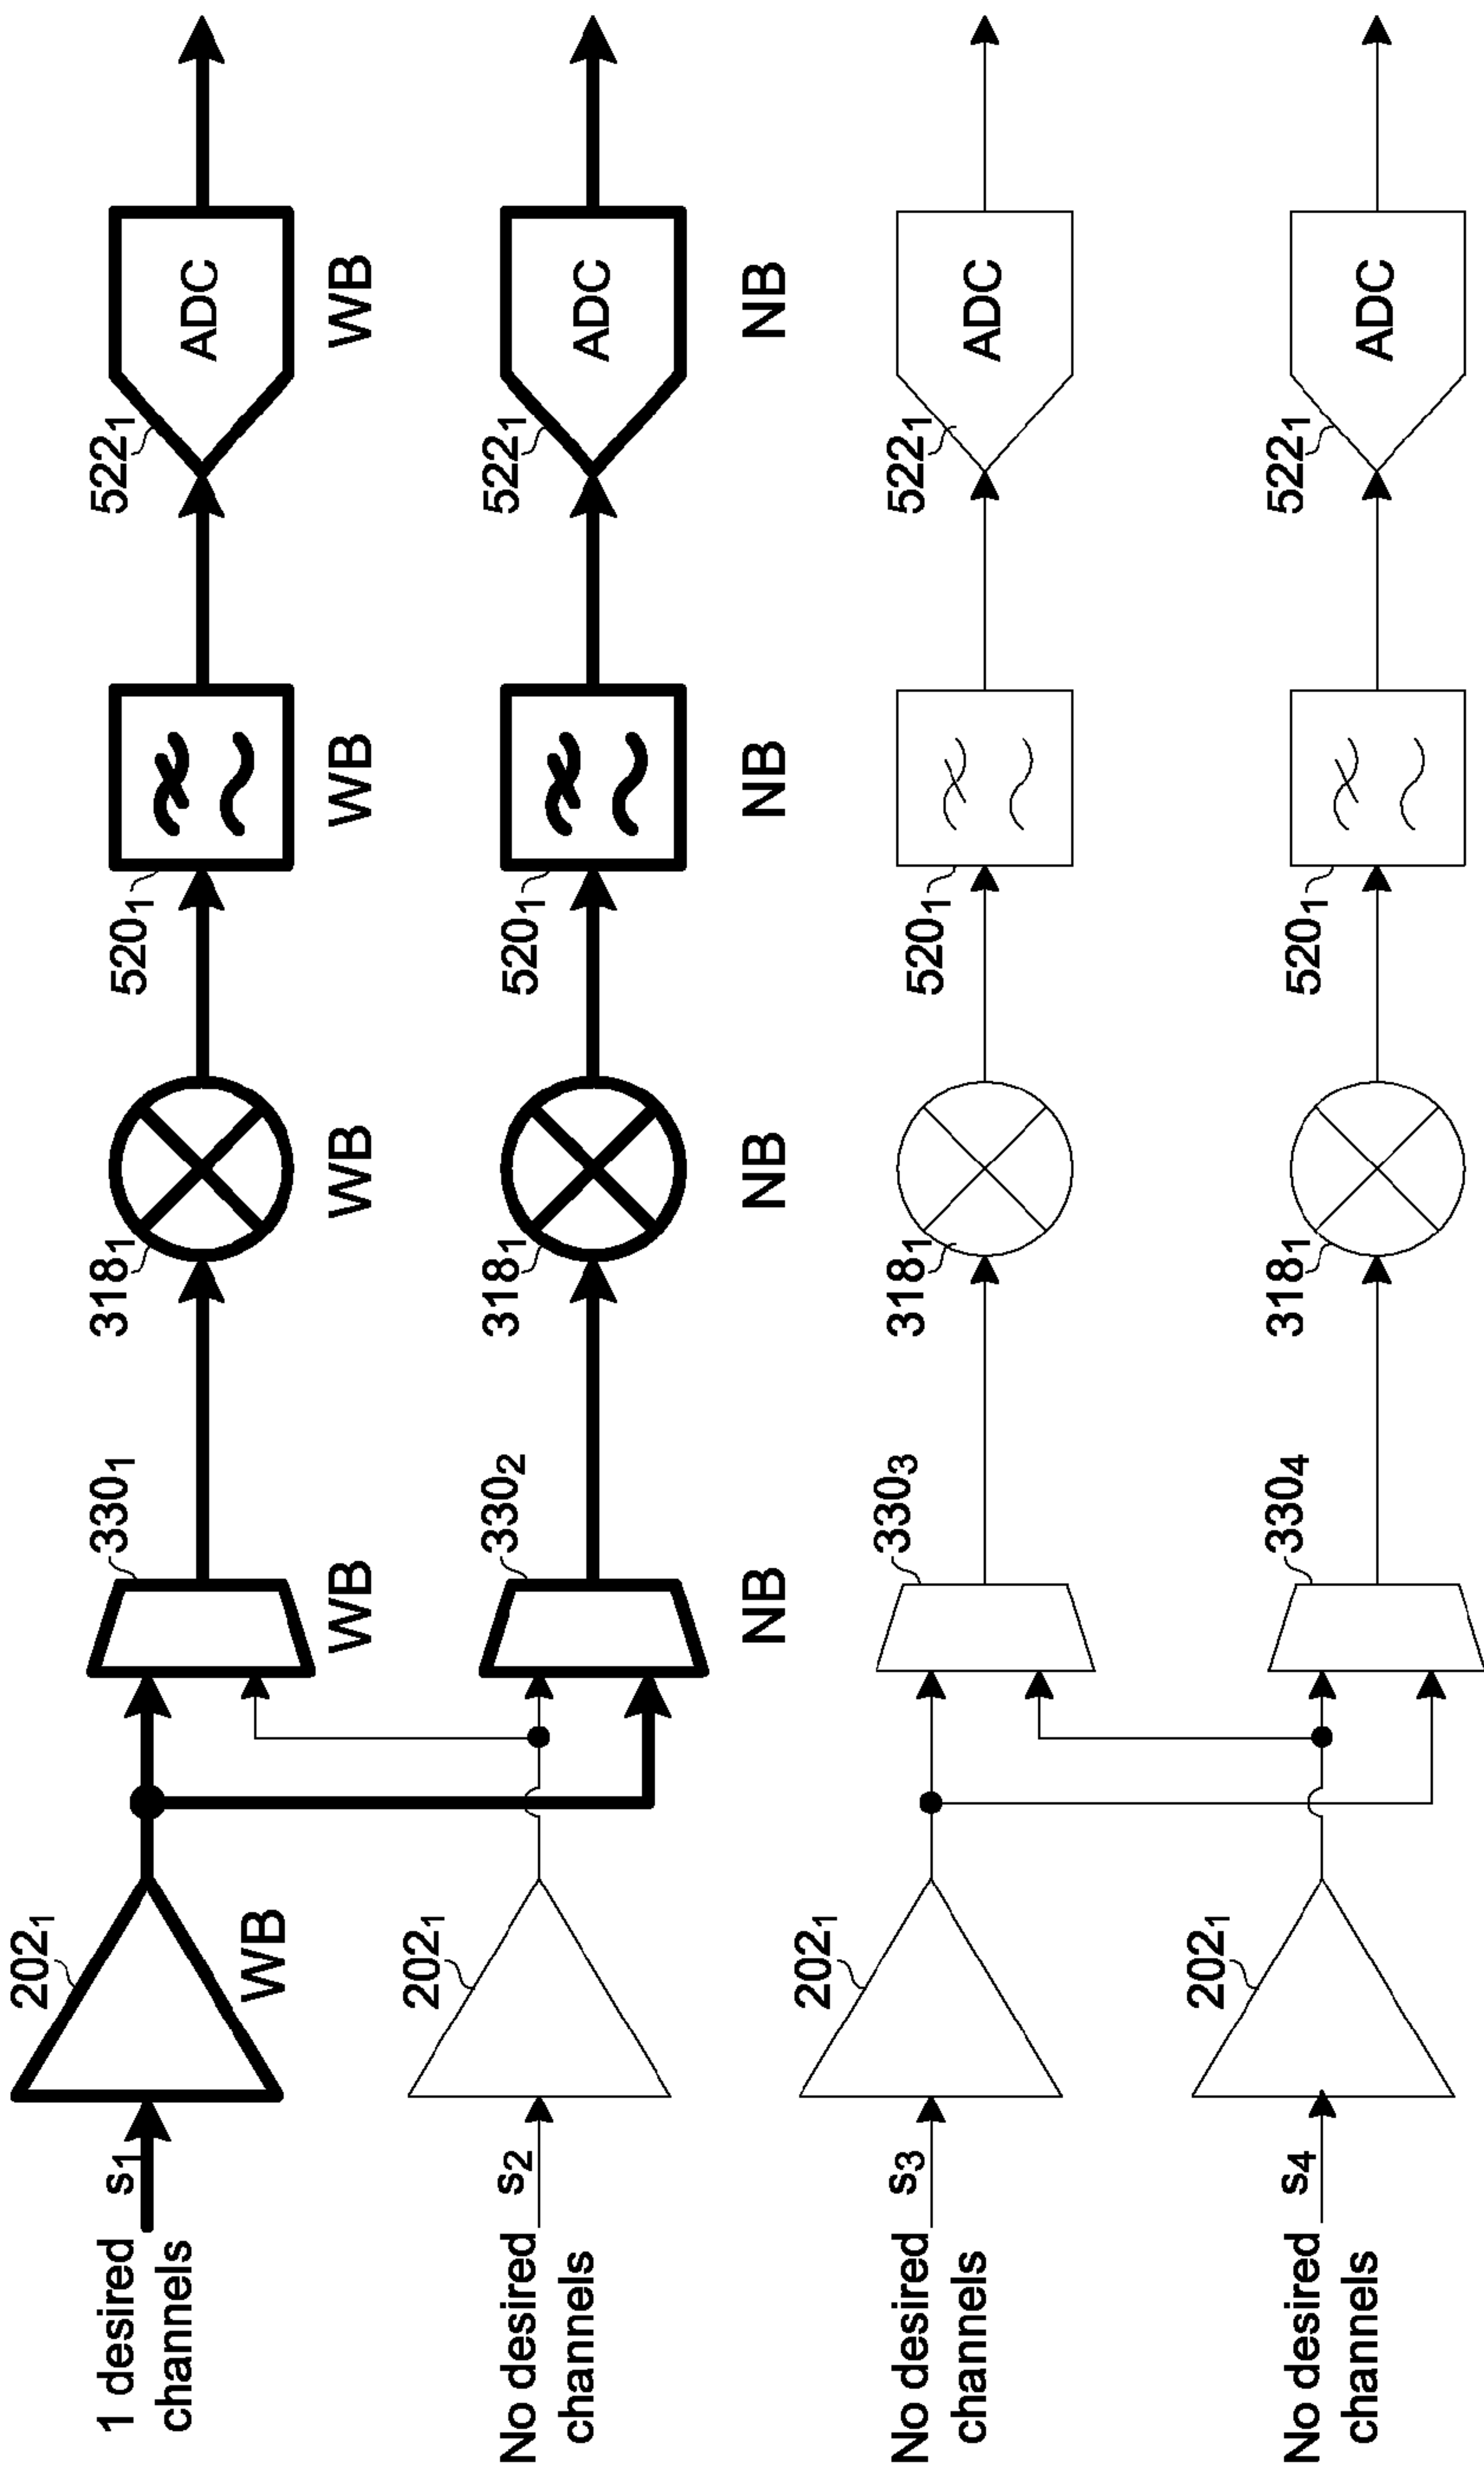 1 desired
channels
s1
202₁
WB
330₁
WB
318₁
WB
520₁
WB
522₁
ADC
WB
No desired
channels
s2
202₁
330₂
NB
318₁
NB
520₁
NB
522₁
ADC
NB
No desired
channels
s3
202₁
330₃
318₁
520₁
522₁
ADC
No desired
channels
s4
202₁
330₄
318₁
520₁
522₁
ADC